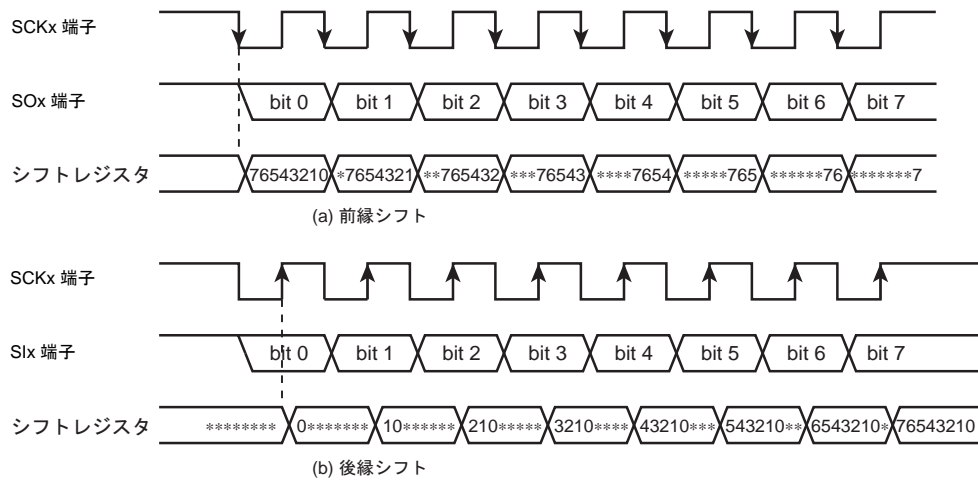 SCKx 端子
SOx 端子 bit 0 bit 1 bit 2 bit 3 bit 4 bit 5 bit 6 bit 7
シフトレジスタ 76543210 *7654321 **765432 ***76543 ****7654 *****765 ******76 *******7
(a) 前縁シフト
SCKx 端子
SIx 端子 bit 0 bit 1 bit 2 bit 3 bit 4 bit 5 bit 6 bit 7
シフトレジスタ ******** 0******* 10****** 210***** 3210**** 43210*** 543210** 6543210* 76543210
(b) 後縁シフト